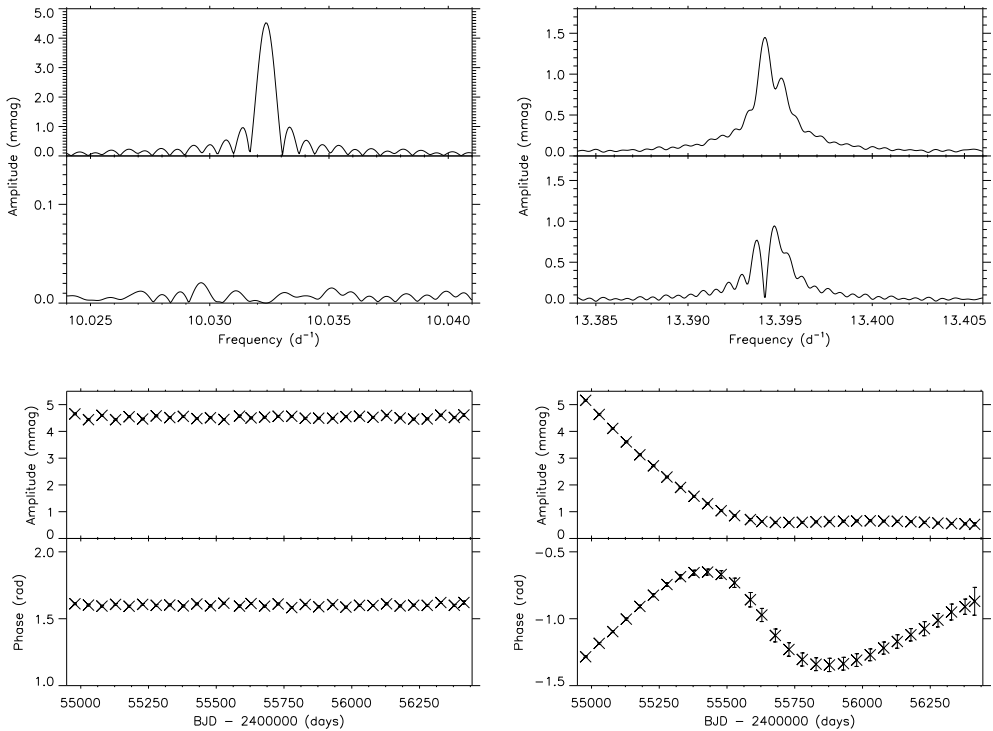 5.0
4.0
3.0
2.0
1.0
0.0
Amplitude (mmag)
0.1
0.0
10.025 10.030 10.035 10.040
Frequency (d⁻¹)
1.5
1.0
0.5
0.0
Amplitude (mmag)
1.5
1.0
0.5
0.0
13.385 13.390 13.395 13.400 13.405
Frequency (d⁻¹)
5
4
3
2
1
0
Amplitude (mmag)
2.0
1.5
1.0
Phase (rad)
55000 55250 55500 55750 56000 56250
BJD − 2400000 (days)
5
4
3
2
1
0
Amplitude (mmag)
−0.5
−1.0
−1.5
Phase (rad)
55000 55250 55500 55750 56000 56250
BJD − 2400000 (days)